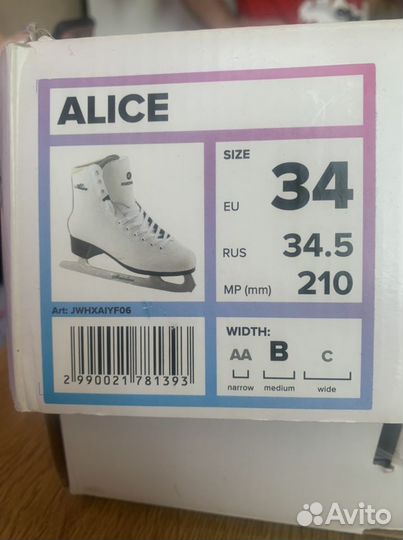 ALICE
SIZE
EU 34
RUS 34.5
MP (mm) 210
Art: JWHXAIYF06
2 990021 781393
WIDTH:
AA B C
narrow medium wide
Avito